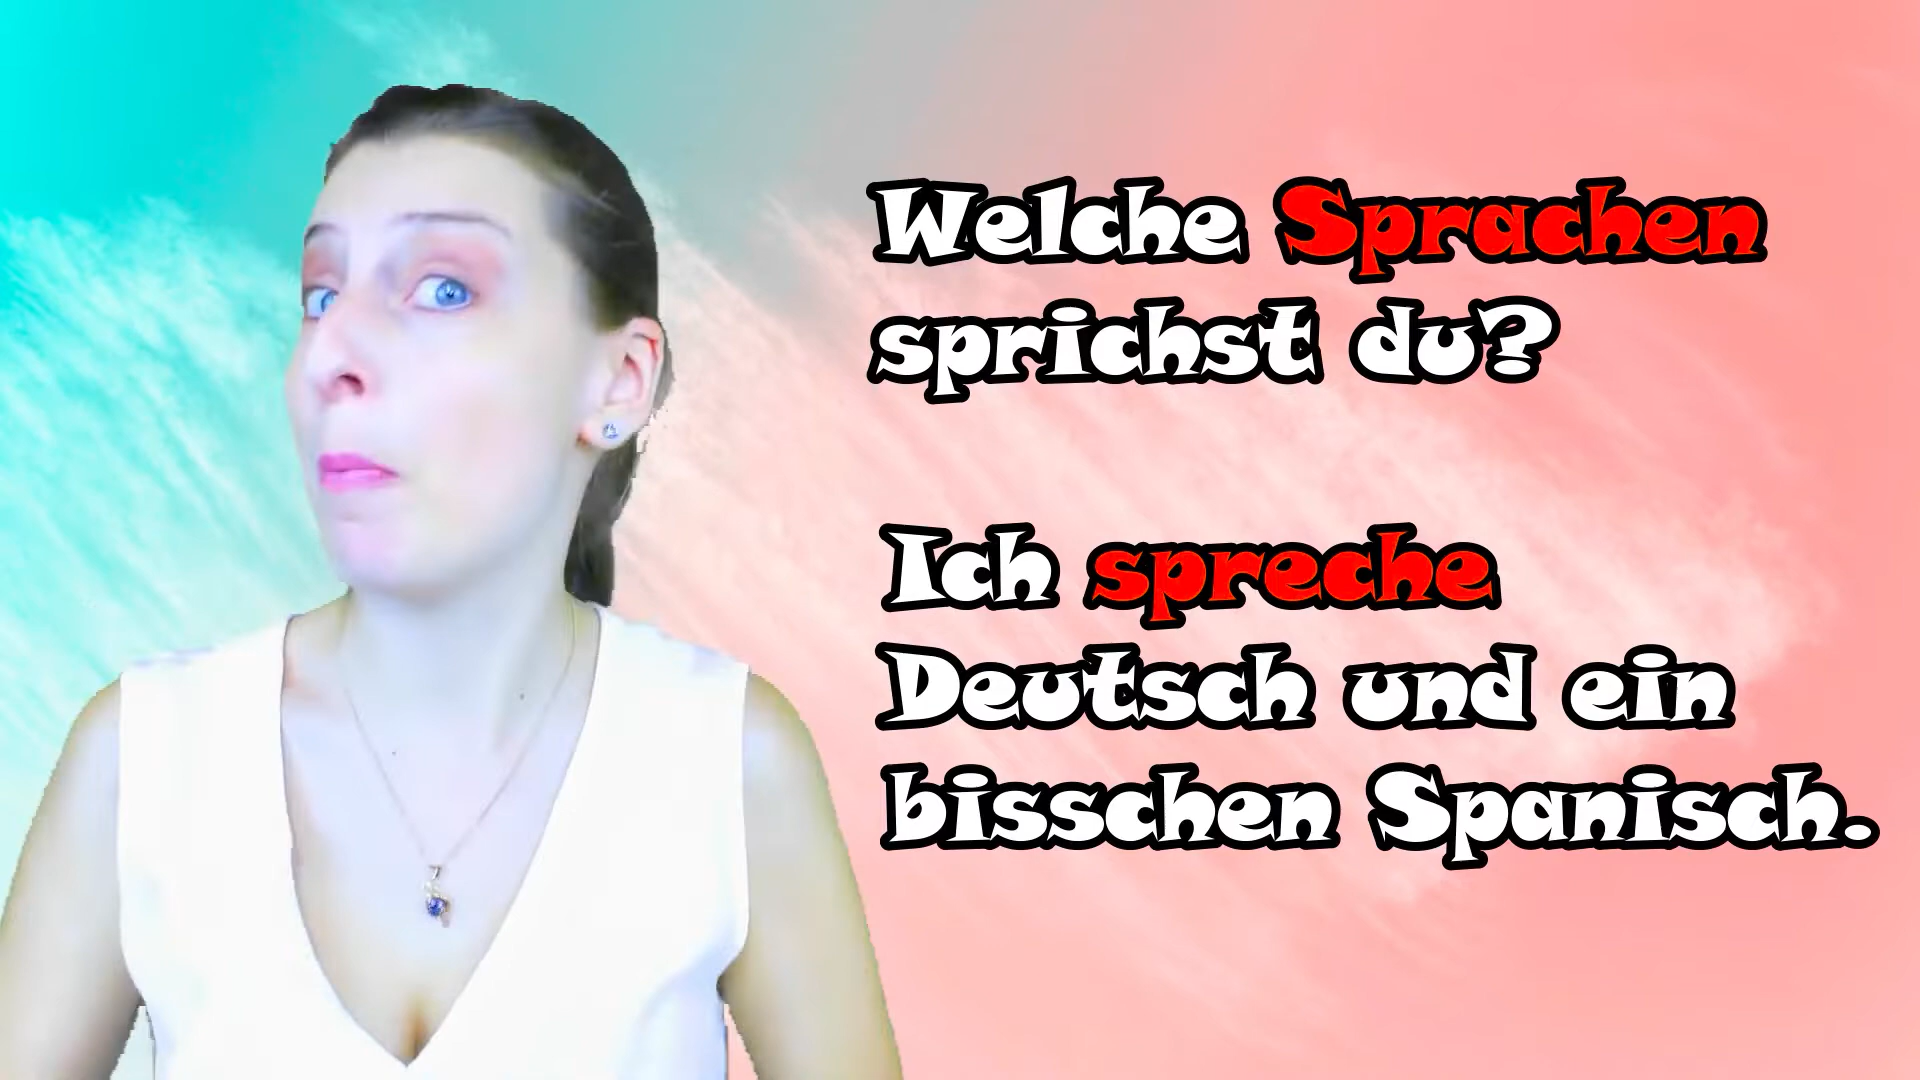 Welche Sprachen
sprichst du?
Ich spreche
Deutsch und ein
bisschen Spanisch.